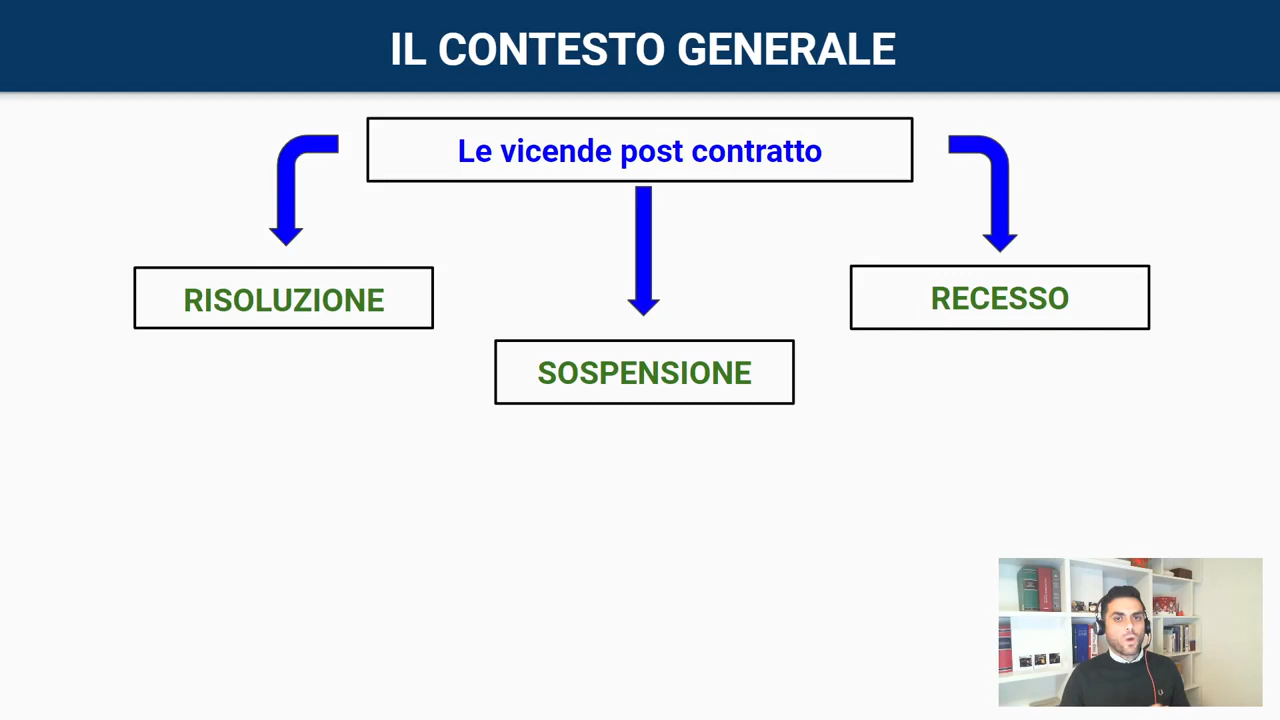 IL CONTESTO GENERALE
Le vicende post contratto
RISOLUZIONE
RECESSO
SOSPENSIONE